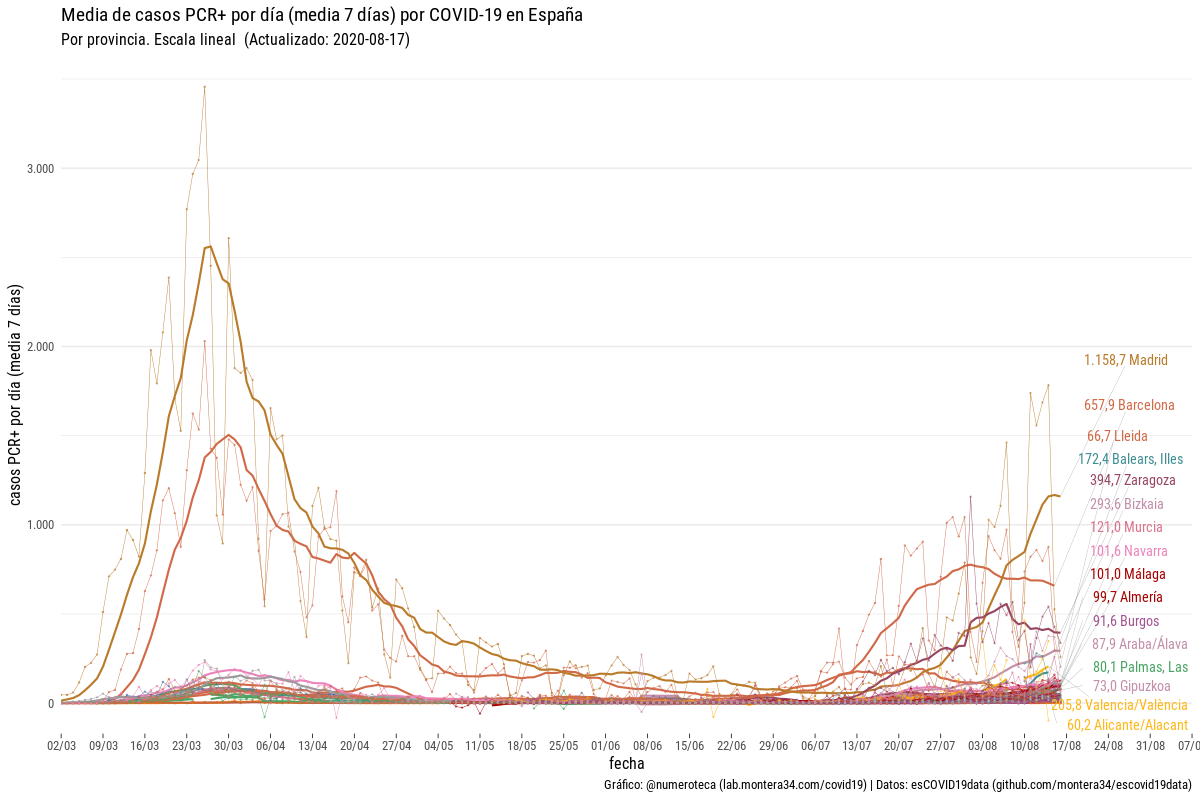 Media de casos PCR+ por día (media 7 días) por COVID-19 en España
Por provincia. Escala lineal (Actualizado: 2020-08-17)
casos PCR+ por día (media 7 días)
3.000
2.000
1.000
0
1.158,7 Madrid
657,9 Barcelona
66,7 Lleida
172,4 Balears, Illes
394,7 Zaragoza
293,6 Bizkaia
121,0 Murcia
101,6 Navarra
101,0 Málaga
99,7 Almería
91,6 Burgos
87,9 Araba/Álava
80,1 Palmas, Las
73,0 Gipuzkoa
205,8 Valencia/València
60,2 Alicante/Alacant
02/03 09/03 16/03 23/03 30/03 06/04 13/04 20/04 27/04 04/05 11/05 18/05 25/05 01/06 08/06 15/06 22/06 29/06 06/07 13/07 20/07 27/07 03/08 10/08 17/08 24/08 31/08 07/0
fecha
Gráfico: @numeroteca (lab.montera34.com/covid19) | Datos: esCOVID19data (github.com/montera34/escovid19data)